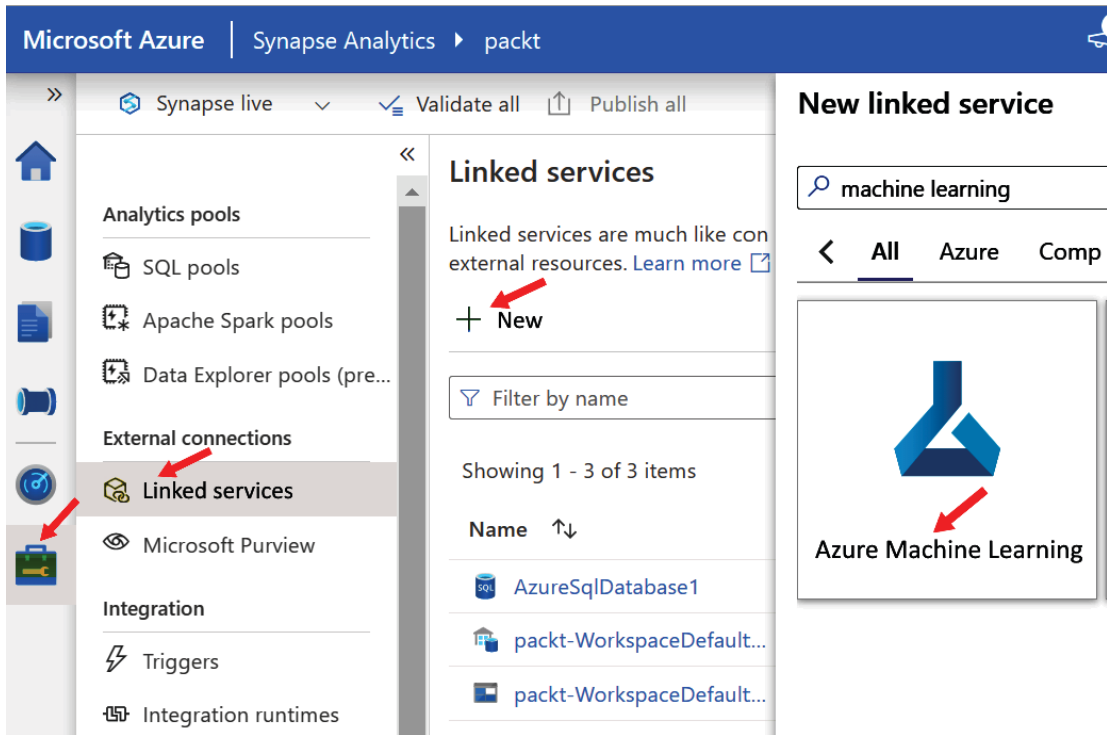 Microsoft Azure
Synapse Analytics
packt
Synapse live
Validate all
Publish all
Analytics pools
SQL pools
Apache Spark pools
Data Explorer pools (pre...
External connections
Linked services
Microsoft Purview
Integration
Triggers
Integration runtimes
Linked services
Linked services are much like con
external resources. Learn more
New
Filter by name
Showing 1 - 3 of 3 items
Name
SQL
AzureSqlDatabase1
packt-WorkspaceDefault...
packt-WorkspaceDefault...
New linked service
machine learning
All
Azure
Comp
Azure Machine Learning